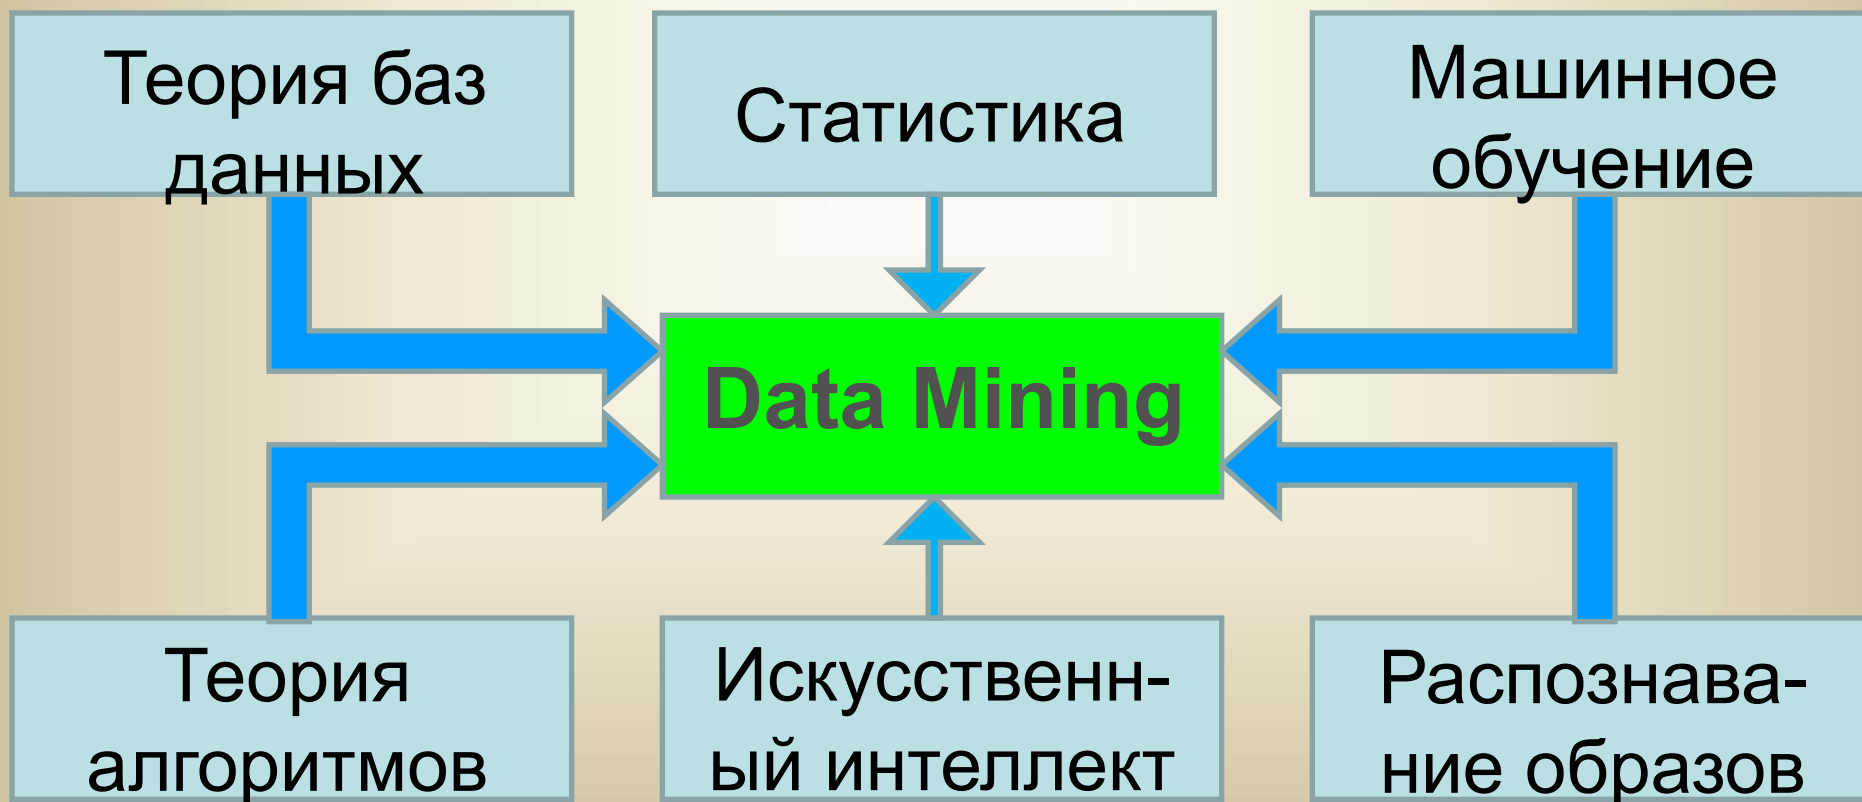 Теория баз
данных
Статистика
Машинное
обучение
Data Mining
Теория
алгоритмов
Искусственн-
ый интеллект
Распознава-
ние образов